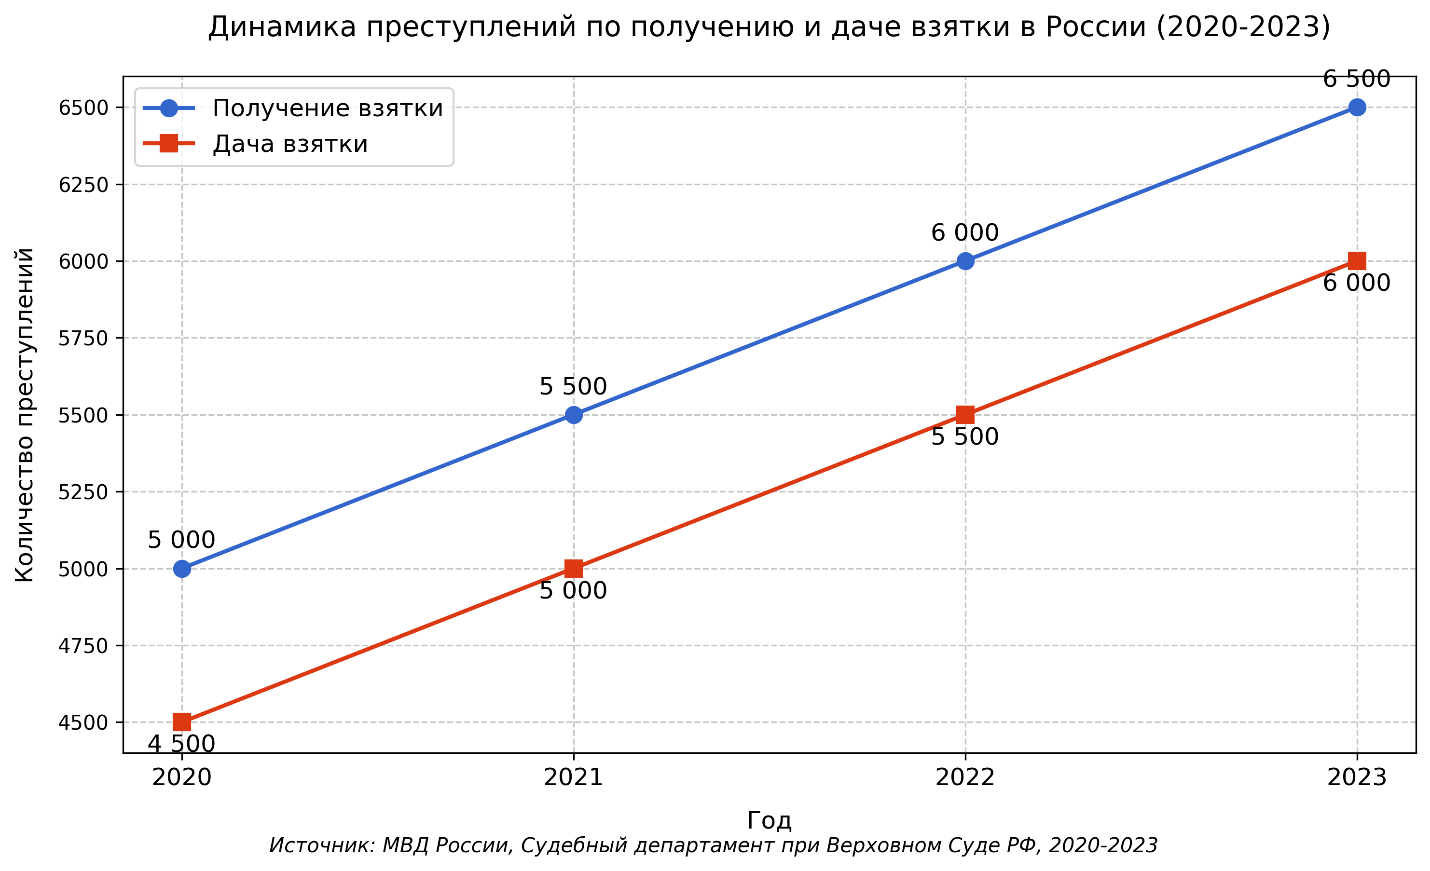 Динамика преступлений по получению и даче взятки в России (2020-2023)
Получение взятки
Дача взятки
Количество преступлений
6500
6250
6000
5750
5500
5250
5000
4750
4500
5 000
5 500
6 000
6 500
4 500
5 000
5 500
6 000
2020 2021 2022 2023
Год
Источник: МВД России, Судебный департамент при Верховном Суде РФ, 2020-2023